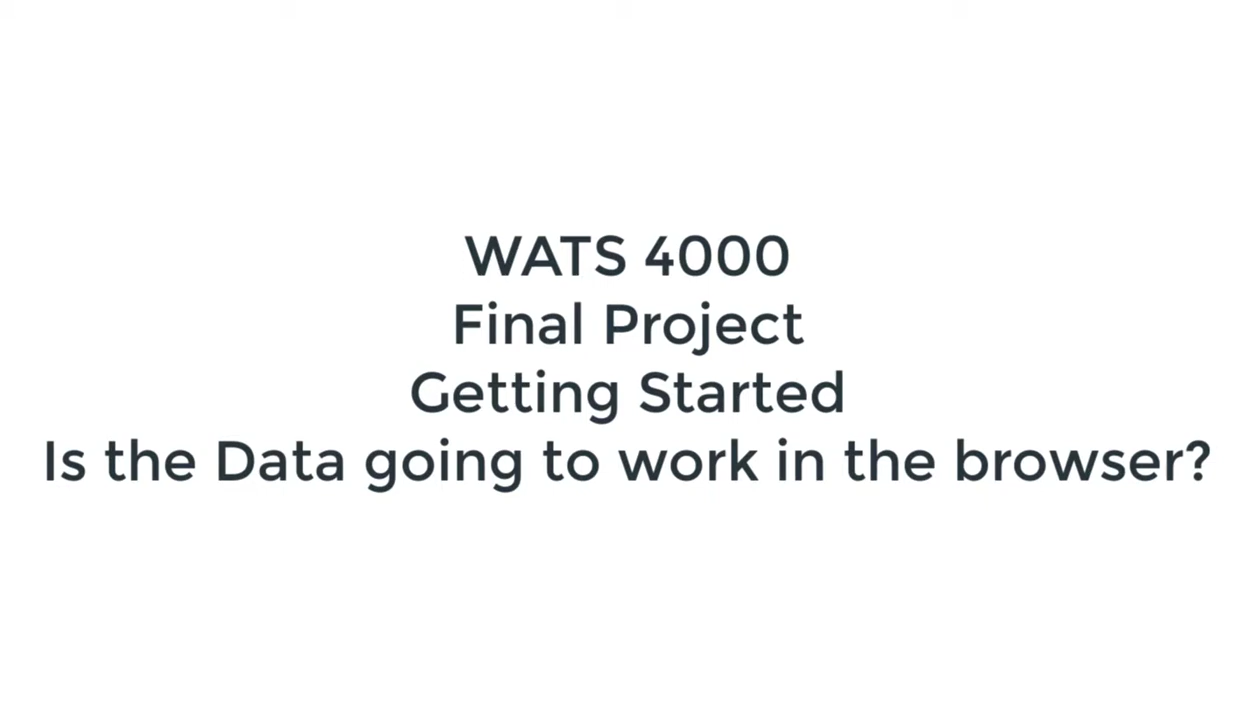 WATS 4000
Final Project
Getting Started
Is the Data going to work in the browser?